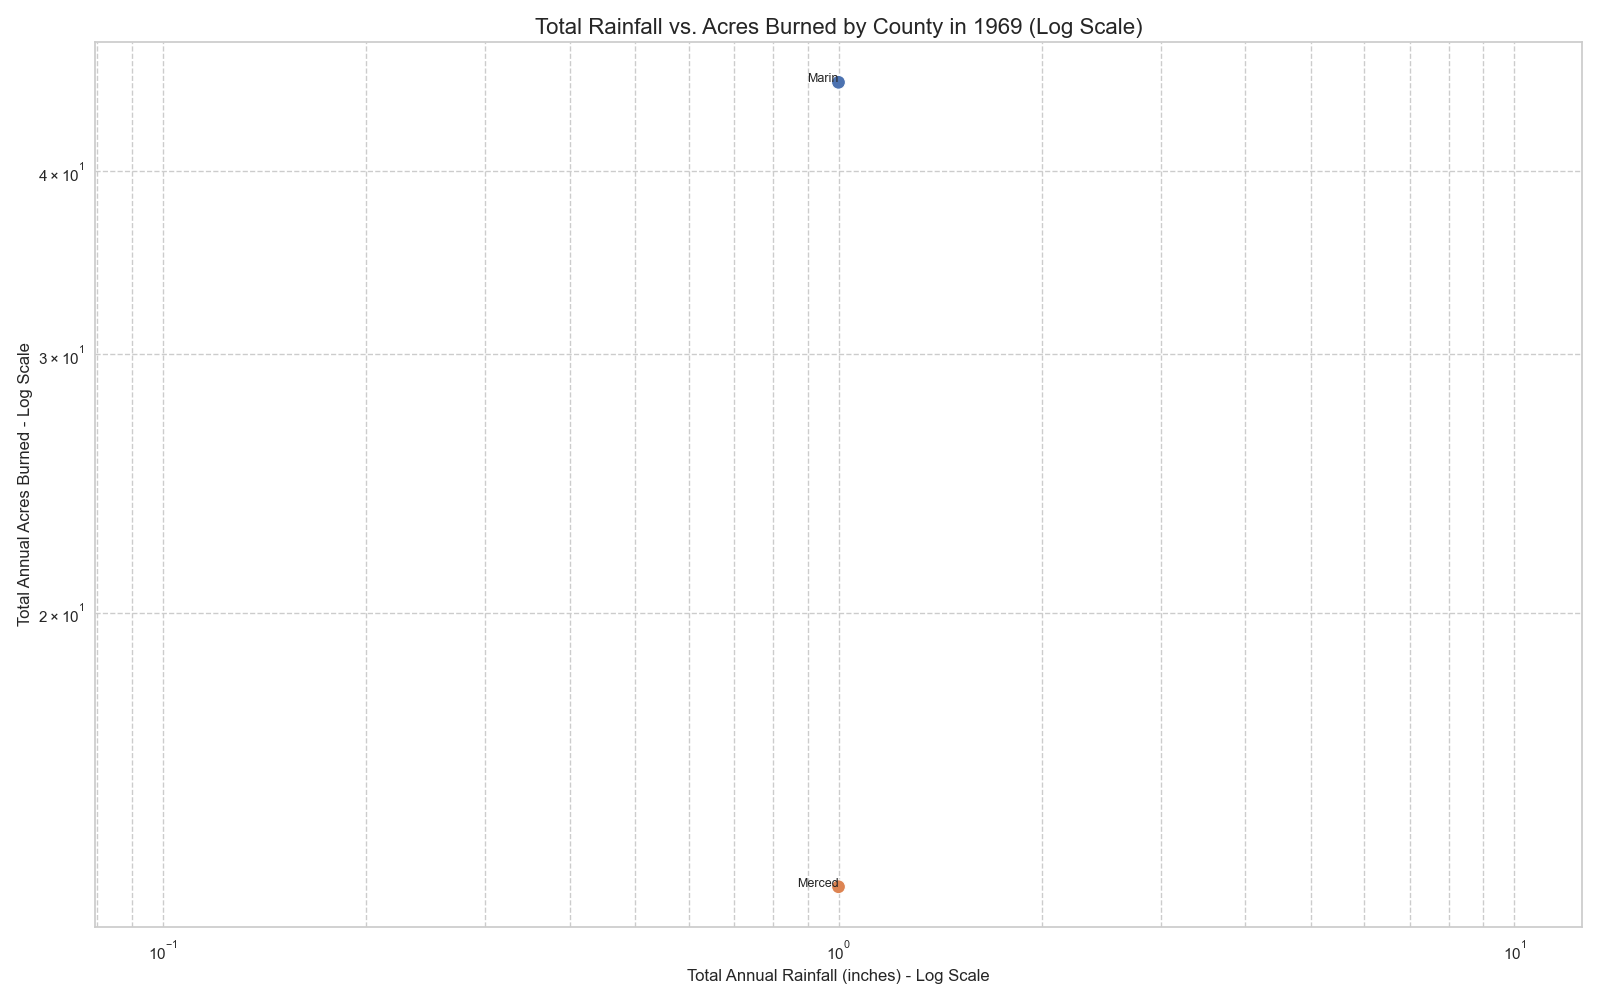 Total Rainfall vs. Acres Burned by County in 1969 (Log Scale)
Marin
4 × 10¹
3 × 10¹
Total Annual Acres Burned - Log Scale
2 × 10¹
Merced
10⁻¹
10⁰
10¹
Total Annual Rainfall (inches) - Log Scale